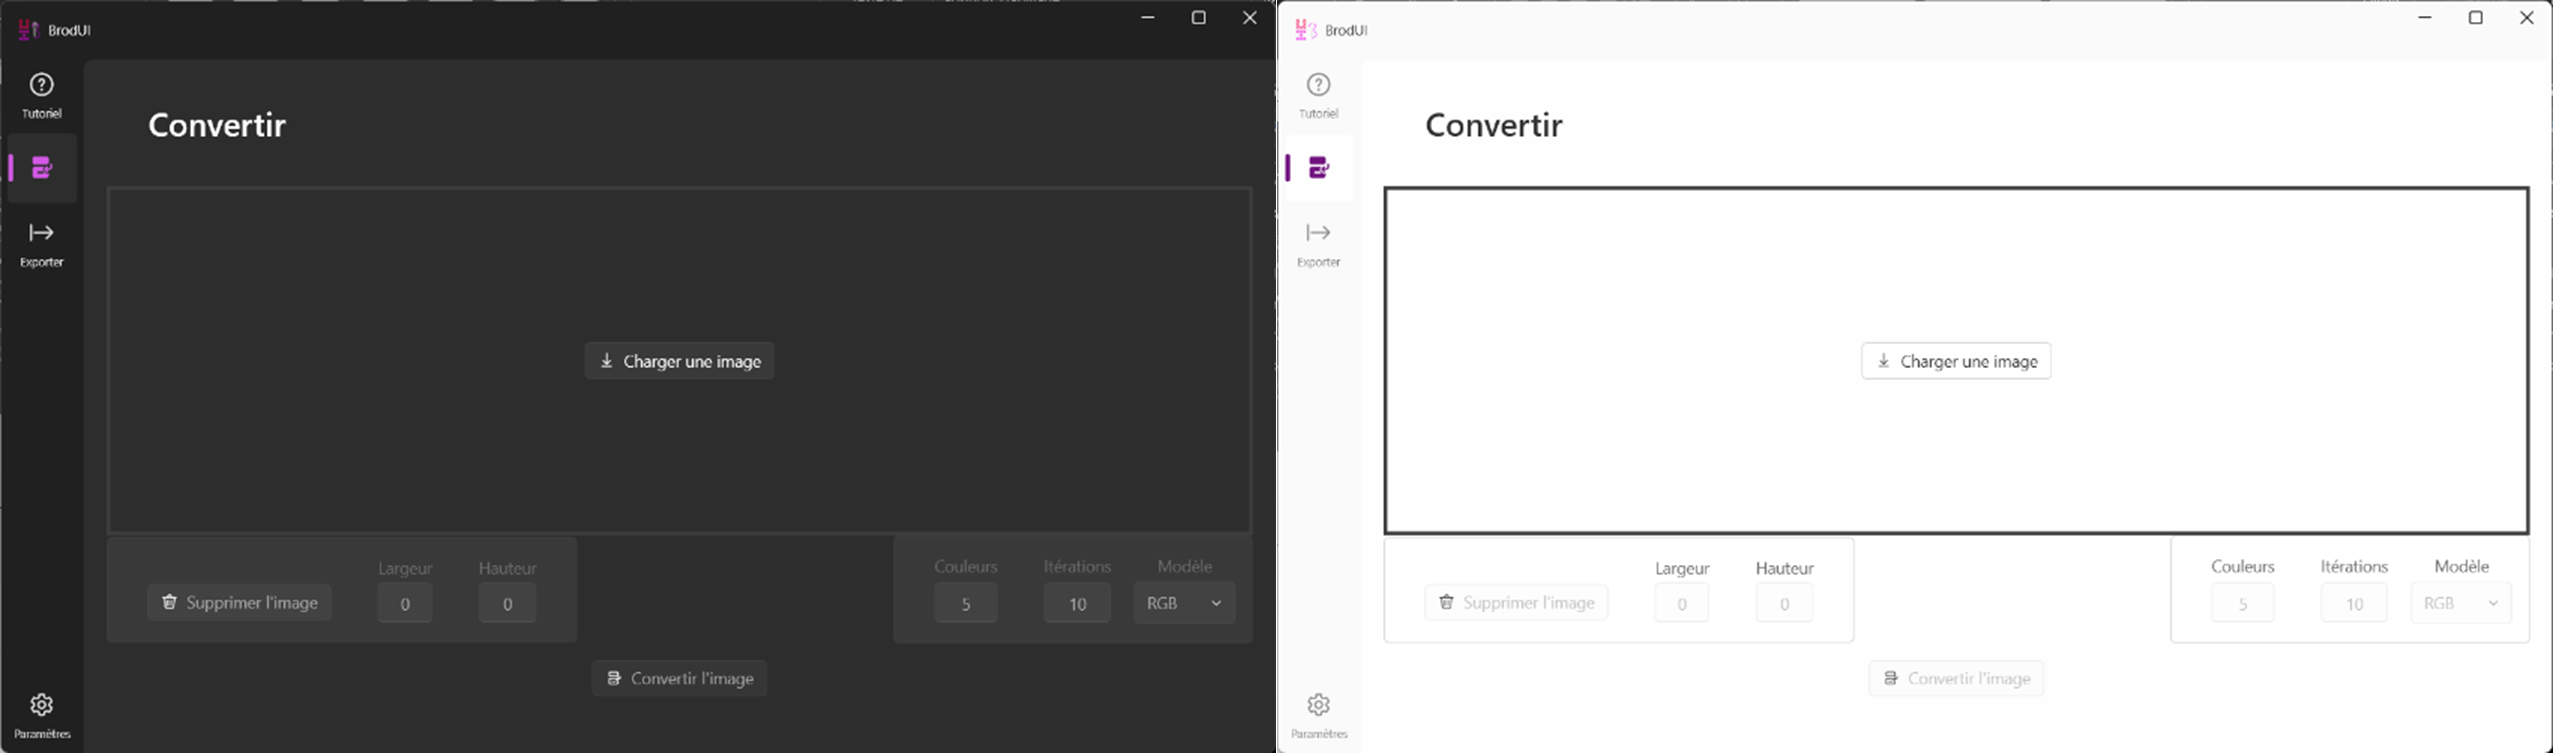 BrodUI
Tutoriel
Convertir
Exporter
Charger une image
Largeur
Hauteur
Supprimer l'image
0
0
Couleurs
Itérations
Modèle
5
10
RGB
Convertir l'image
Paramètres
BrodUI
Tutoriel
Convertir
Exporter
Charger une image
Largeur
Hauteur
Supprimer l'image
0
0
Couleurs
Itérations
Modèle
5
10
RGB
Convertir l'image
Paramètres